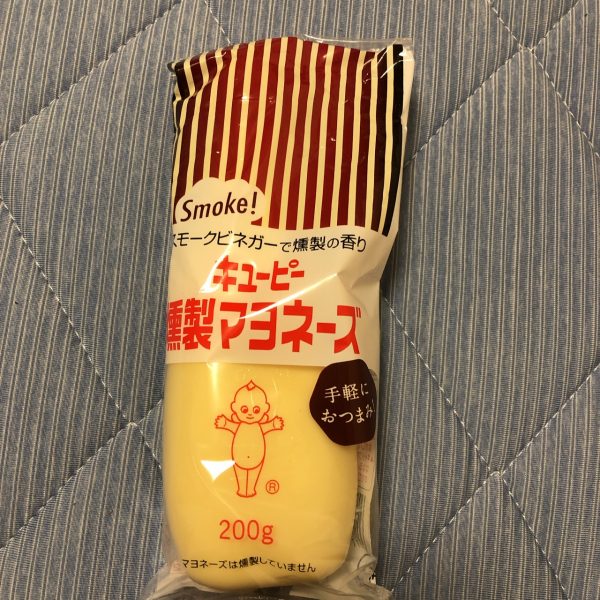 Smoke!
スモークビネガーで燻製の香り
キユーピー
燻製マヨネーズ
手軽に
おつまみ
®
200g
マヨネーズは燻製していません